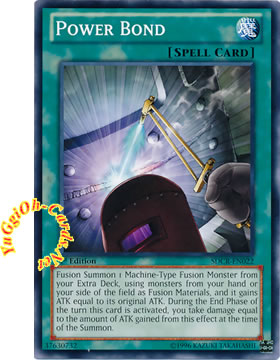 POWER BOND
[SPELL CARD]
SDCR-EN022
1st Edition
Fusion Summon 1 Machine-Type Fusion Monster from
your Extra Deck, using monsters from your hand or
your side of the field as Fusion Materials, and it gains
ATK equal to its original ATK. During the End Phase of
the turn this card is activated, you take damage equal
to the amount of ATK gained from this effect at the
time of the Summon.
37630732
©1996 KAZUKI TAKAHASHI
YuGgiOh-Cards.Net